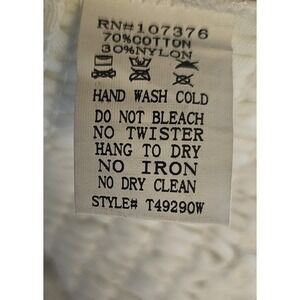 RN#107376
70%COTTON
30%NYLON
HAND WASH COLD
DO NOT BLEACH
NO TWISTER
HANG TO DRY
NO IRON
NO DRY CLEAN
STYLE# T49290W